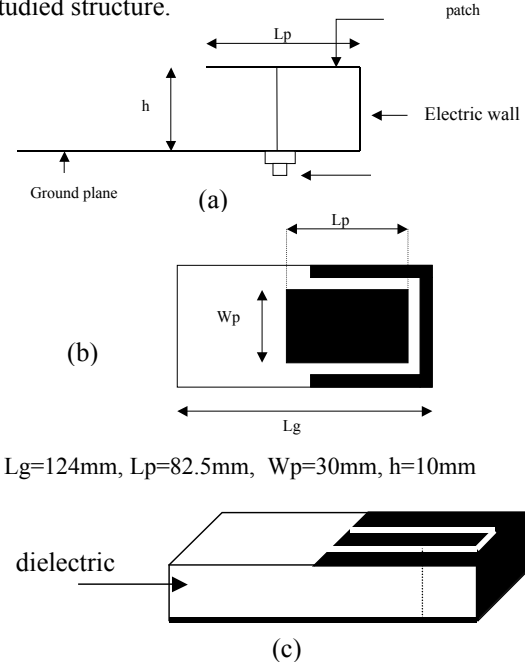 studied structure.
Lp
patch
h
Electric wall
Ground plane
(a)
Lp
Wp
(b)
Lg
Lg=124mm, Lp=82.5mm, Wp=30mm, h=10mm
dielectric
(c)